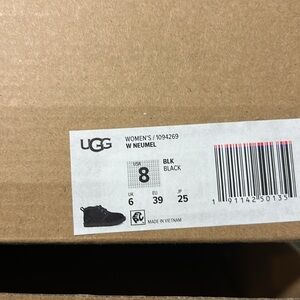 UGG
WOMEN'S / 1094269
W NEUMEL
USA
8
BLK
BLACK
UK EU JP
6 39 25
MADE IN VIETNAM
1 91142 50135